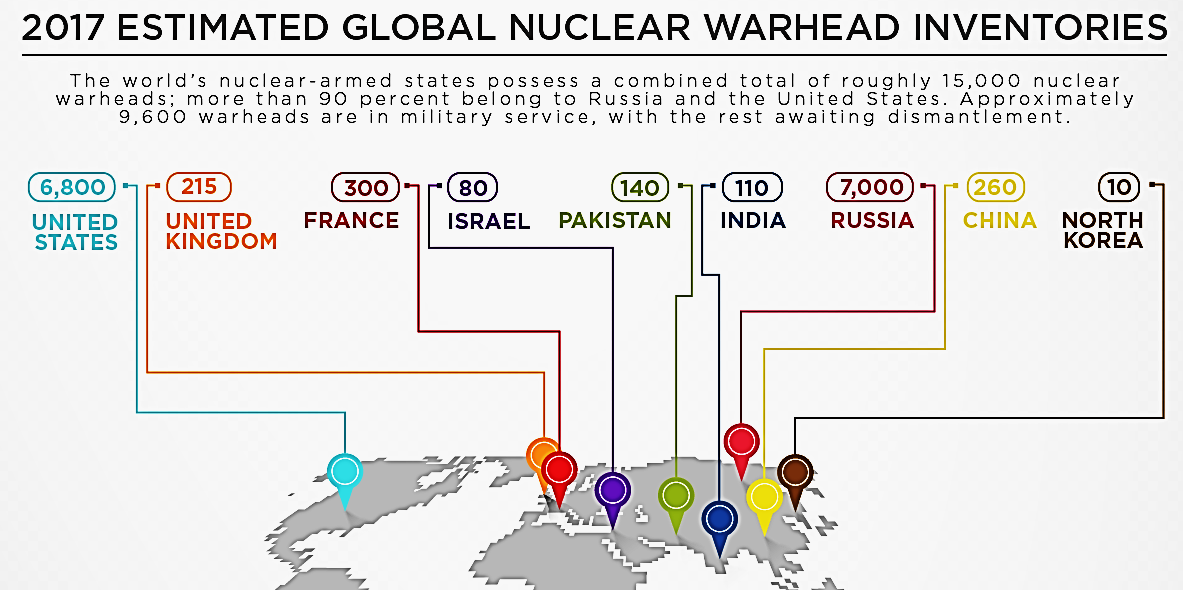 2017 ESTIMATED GLOBAL NUCLEAR WARHEAD INVENTORIES
The world's nuclear-armed states possess a combined total of roughly 15,000 nuclear
warheads; more than 90 percent belong to Russia and the United States. Approximately
9,600 warheads are in military service, with the rest awaiting dismantlement.
6,800
UNITED
STATES
215
UNITED
KINGDOM
300
FRANCE
80
ISRAEL
140
PAKISTAN
110
INDIA
7,000
RUSSIA
260
CHINA
10
NORTH
KOREA